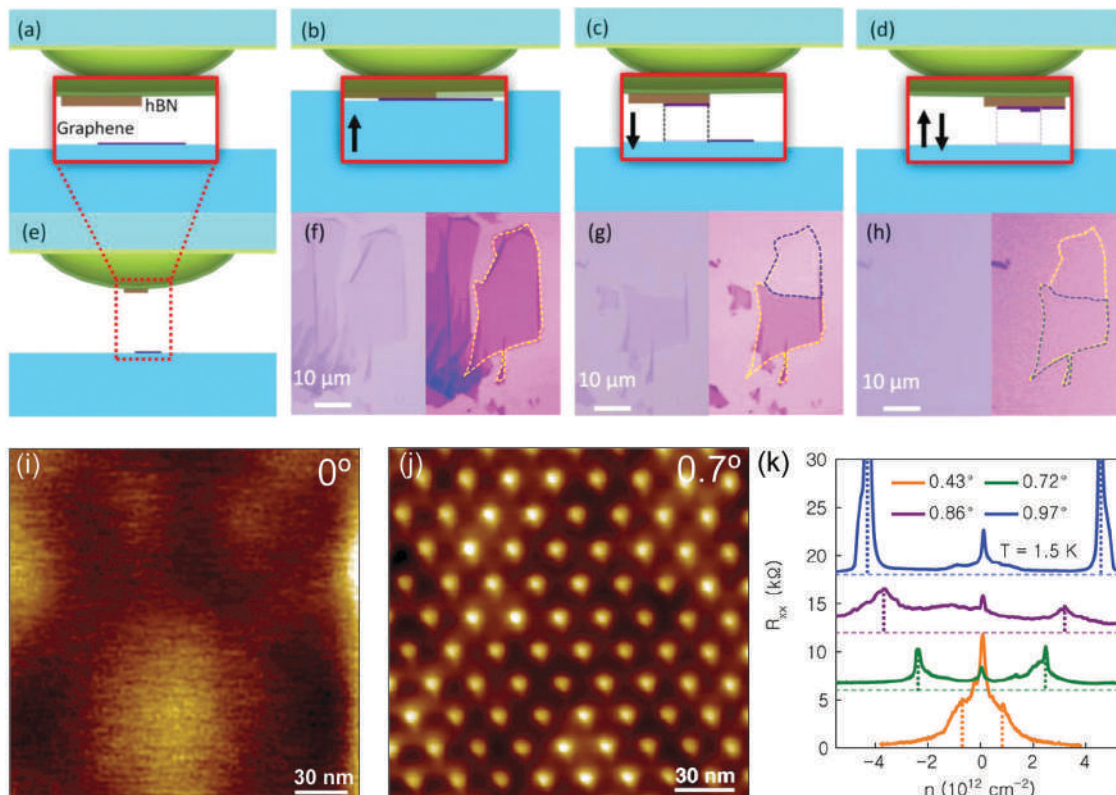 (a)
(b)
(c)
(d)
hBN
Graphene
(e)
(f)
(g)
(h)
10 µm
10 µm
10 µm
(i)
0°
(j)
0.7°
(k)
30
0.43°
0.72°
0.86°
0.97°
T = 1.5 K
20
15
10
5
0
Rxx (kΩ)
-5 -4 -2 0 2 4
n (10¹² cm⁻²)
30 nm
30 nm